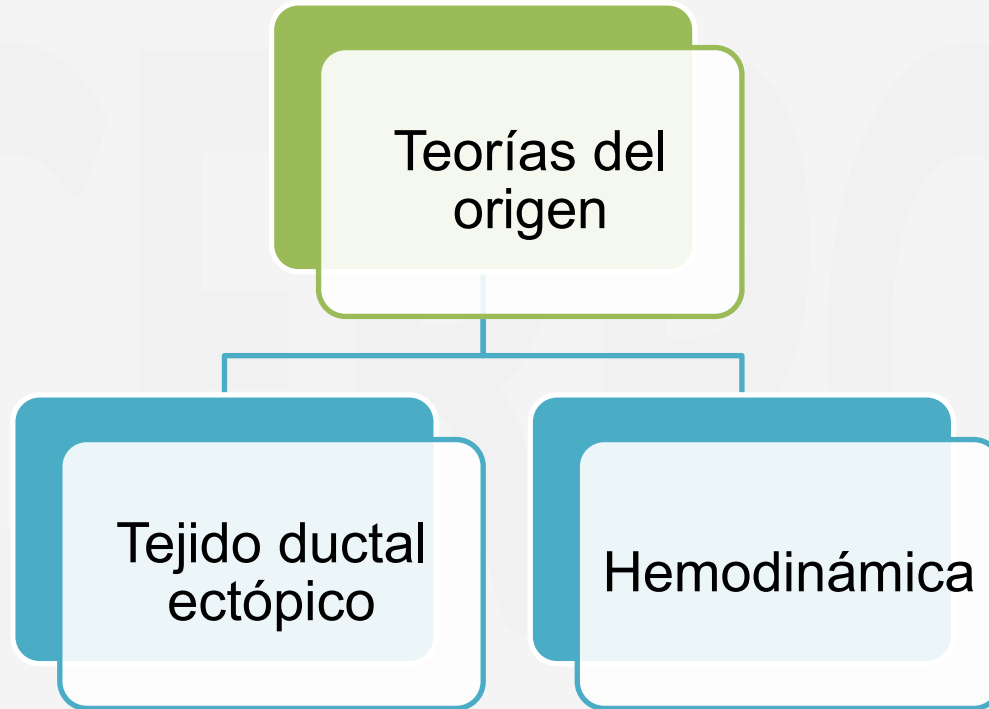 Teorías del
origen
Tejido ductal
ectópico
Hemodinámica